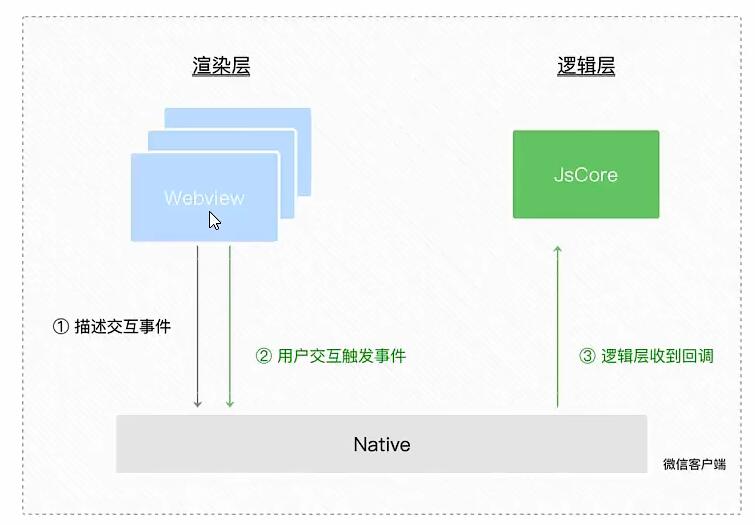 渲染层
逻辑层
Webview
JsCore
① 描述交互事件
② 用户交互触发事件
③ 逻辑层收到回调
Native
微信客户端